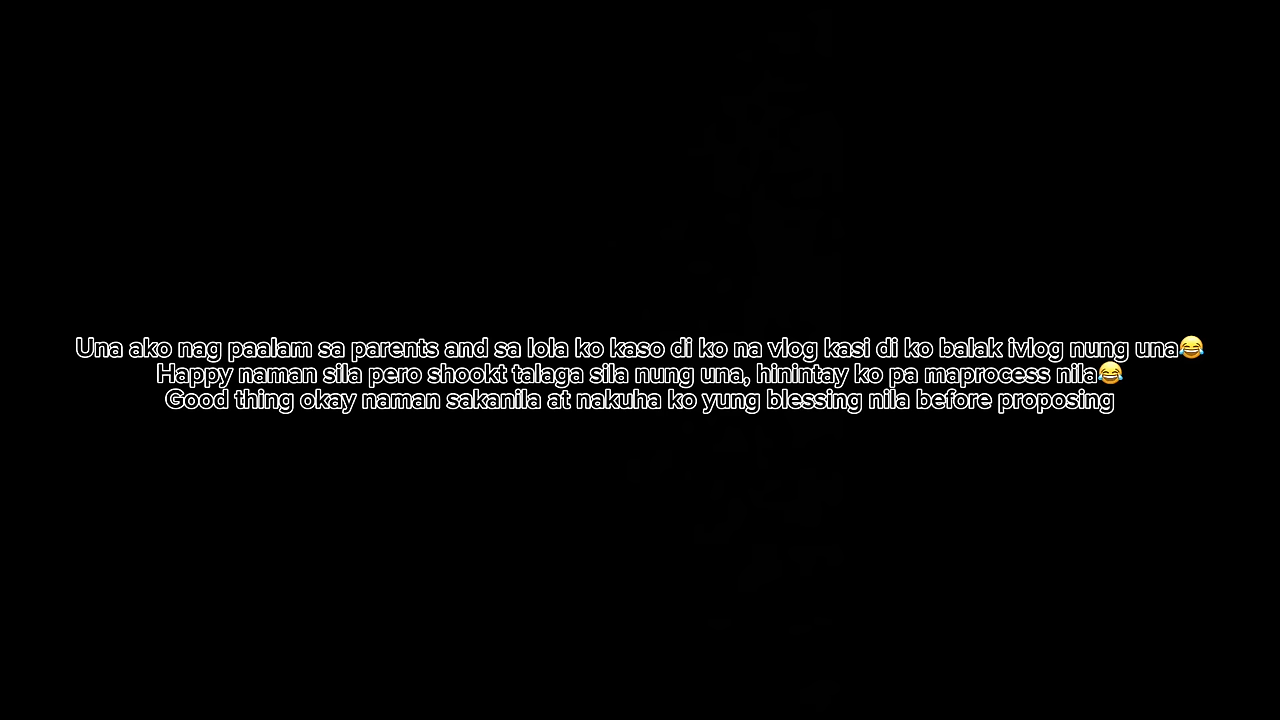 Una ako nag paalam sa parents and sa lola ko kaso di ko na vlog kasi di ko balak ivlog nung una😂
Happy naman sila pero shookt talaga sila nung una, hinintay ko pa maprocess nila😂
Good thing okay naman sakanila at nakuha ko yung blessing nila before proposing